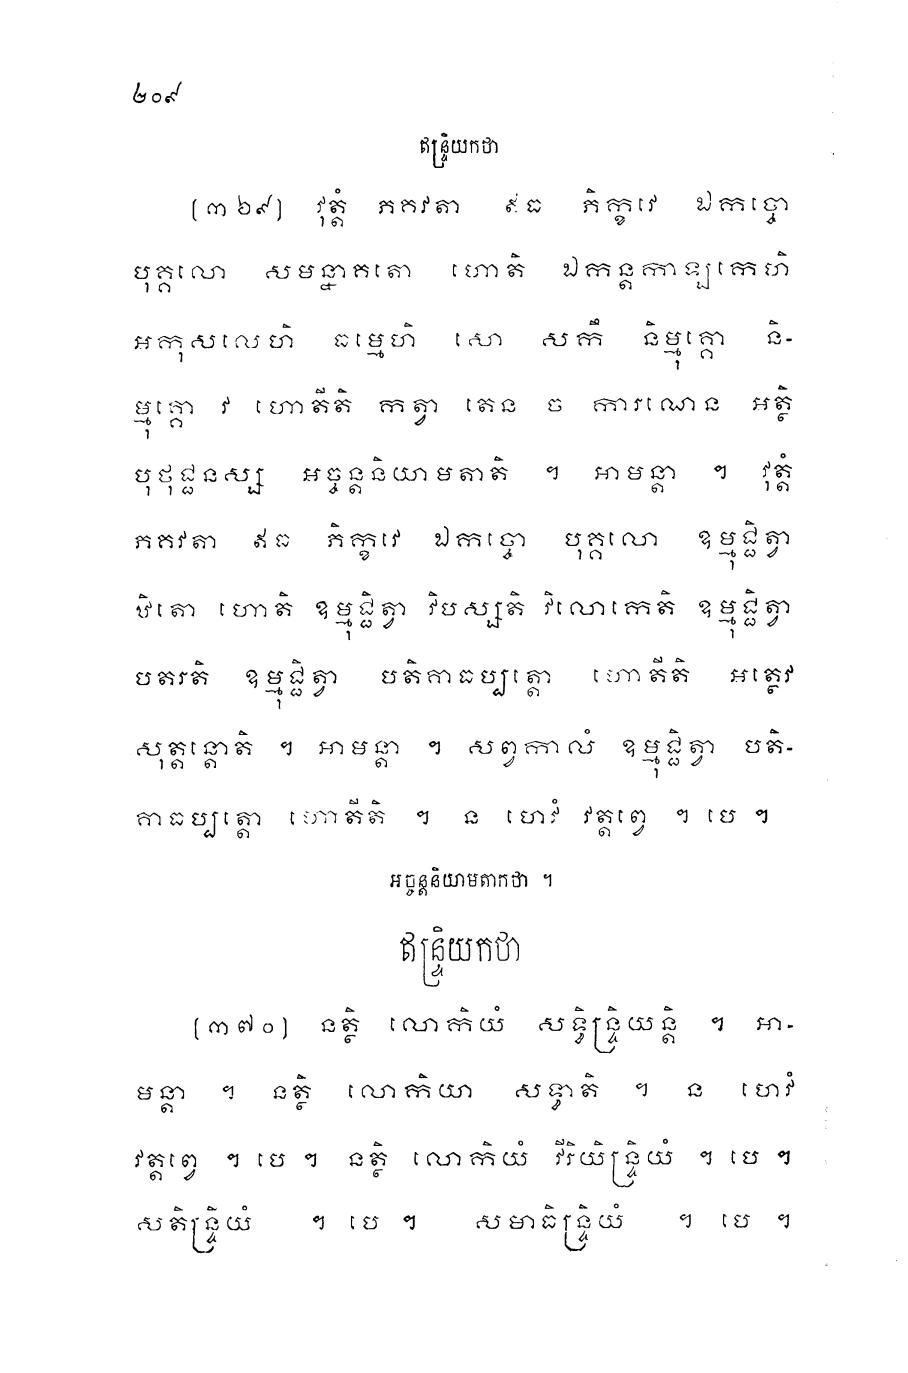 ២០៩
ឥន្ទ្រិយកថា
[៣៦៩] វុត្តំ ភគវតា ឥធ ភិក្ខវេ ឯកច្ចោ
បុគ្គលោ សមន្នាគតោ ហោតិ ឯកន្តកាឡកេហិ
អកុសលេហិ ធម្មេហិ សោ សកឹ និម្មុគ្គោ និ-
ម្មុគ្គោ វ ហោតីតិ កត្វា តេន ច ការណេន អត្ថិ
បុថុជ្ជនស្ស អច្ចន្តនិយាមតាតិ ។ អាមន្តា ។ វុត្តំ
ភគវតា ឥធ ភិក្ខវេ ឯកច្ចោ បុគ្គលោ ឧម្មុជ្ជិត្វា
ឋិតោ ហោតិ ឧម្មុជ្ជិត្វា វិបស្សតិ វិលោកេតិ ឧម្មុជ្ជិត្វា
បតរតិ ឧម្មុជ្ជិត្វា បតិគាធប្បត្តោ ហោតីតិ អត្ថេវ
សុត្តន្តោតិ ។ អាមន្តា ។ សព្វកាលំ ឧម្មុជ្ជិត្វា បតិ-
គាធប្បត្តោ ហោតីតិ ។ ន ហេវំ វត្តព្វេ ។ បេ ។
អច្ចន្តនិយាមតាកថា ។
ឥន្ទ្រិយកថា
[៣៧០] នត្ថិ លោកិយំ សទ្ធិន្ទ្រិយន្តិ ។ អា-
មន្តា ។ នត្ថិ លោកិយា សទ្ធាតិ ។ ន ហេវំ
វត្តព្វេ ។ បេ ។ នត្ថិ លោកិយំ វីរិយិន្ទ្រិយំ ។ បេ ។
សតិន្ទ្រិយំ ។ បេ ។ សមាធិន្ទ្រិយំ ។ បេ ។